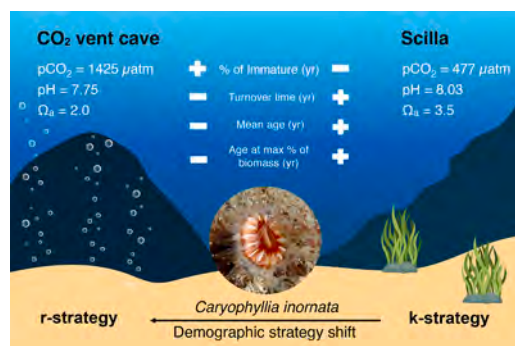 CO₂ vent cave
pCO₂ = 1425 µatm
pH = 7.75
Ωₐ = 2.0
Scilla
pCO₂ = 477 µatm
pH = 8.03
Ωₐ = 3.5
+ % of Immature (yr) −
− Turnover time (yr) +
− Mean age (yr) +
− Age at max % of +
biomass (yr)
Caryophyllia inornata
r-strategy
k-strategy
Demographic strategy shift